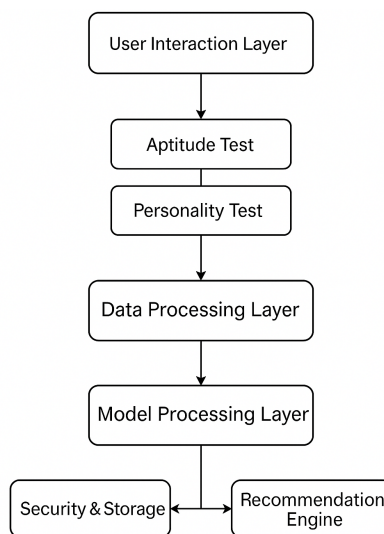 User Interaction Layer
Aptitude Test
Personality Test
Data Processing Layer
Model Processing Layer
Security & Storage
Recommendation
Engine